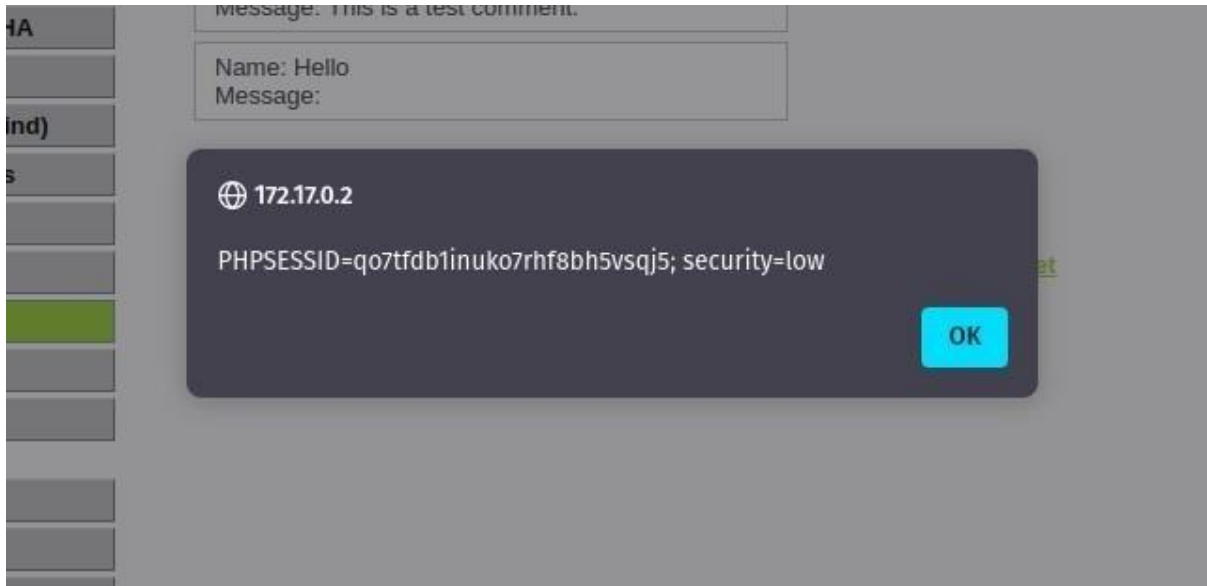 Message: This is a test comment.
HA
Name: Hello
Message:
ind)
s
172.17.0.2
PHPSESSID=qo7tfdb1inuko7rhf8bh5vsqj5; security=low
et
OK